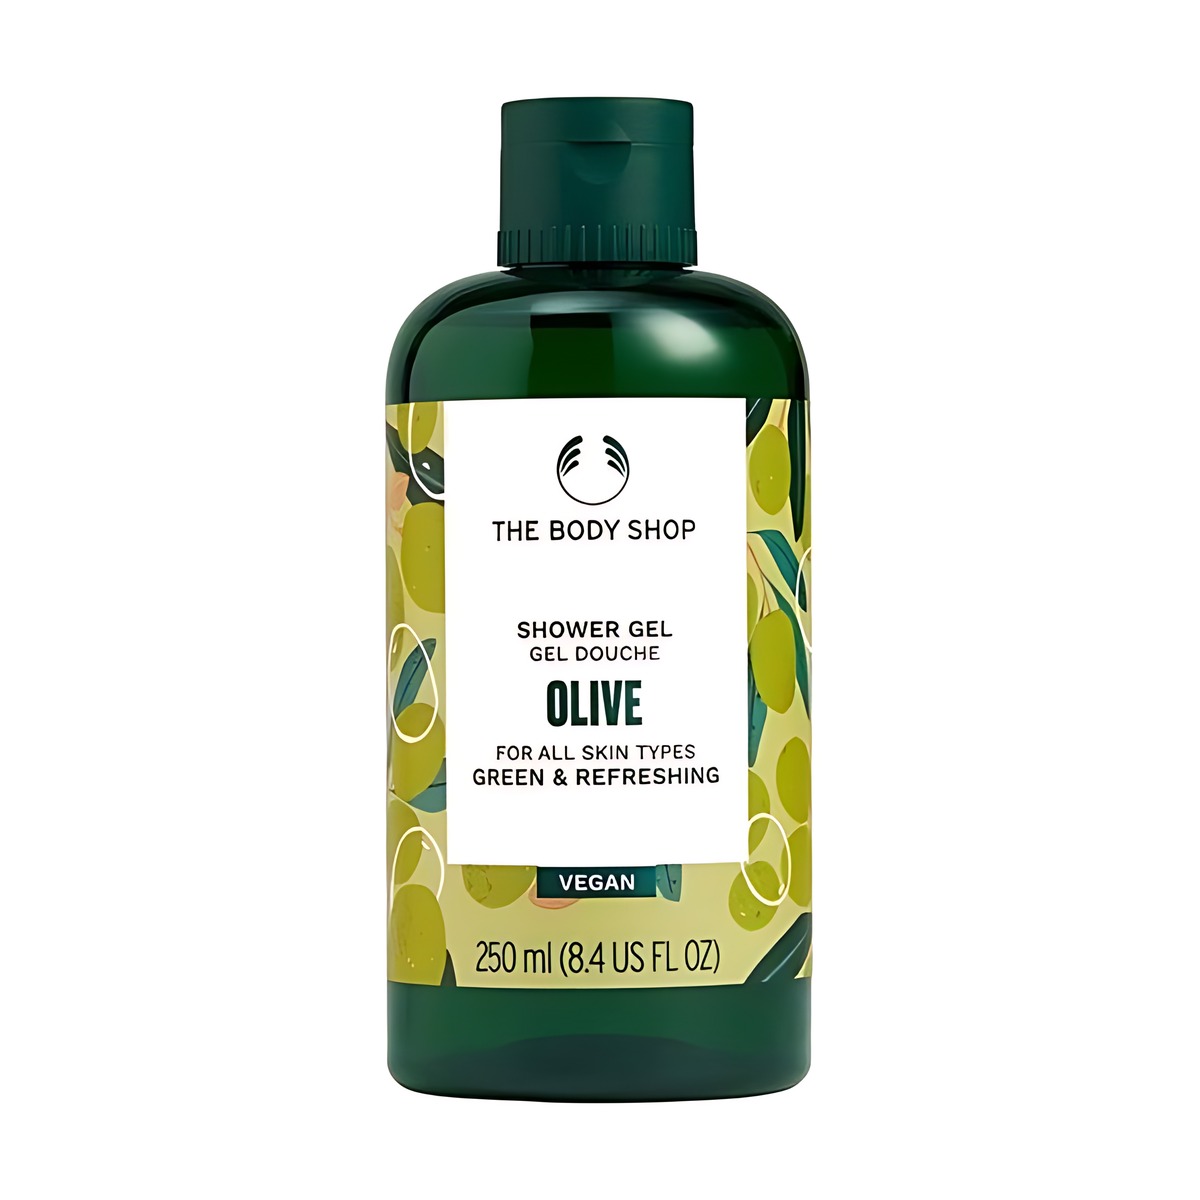 THE BODY SHOP
SHOWER GEL
GEL DOUCHE
OLIVE
FOR ALL SKIN TYPES
GREEN & REFRESHING
VEGAN
250 ml (8.4 US FL OZ)